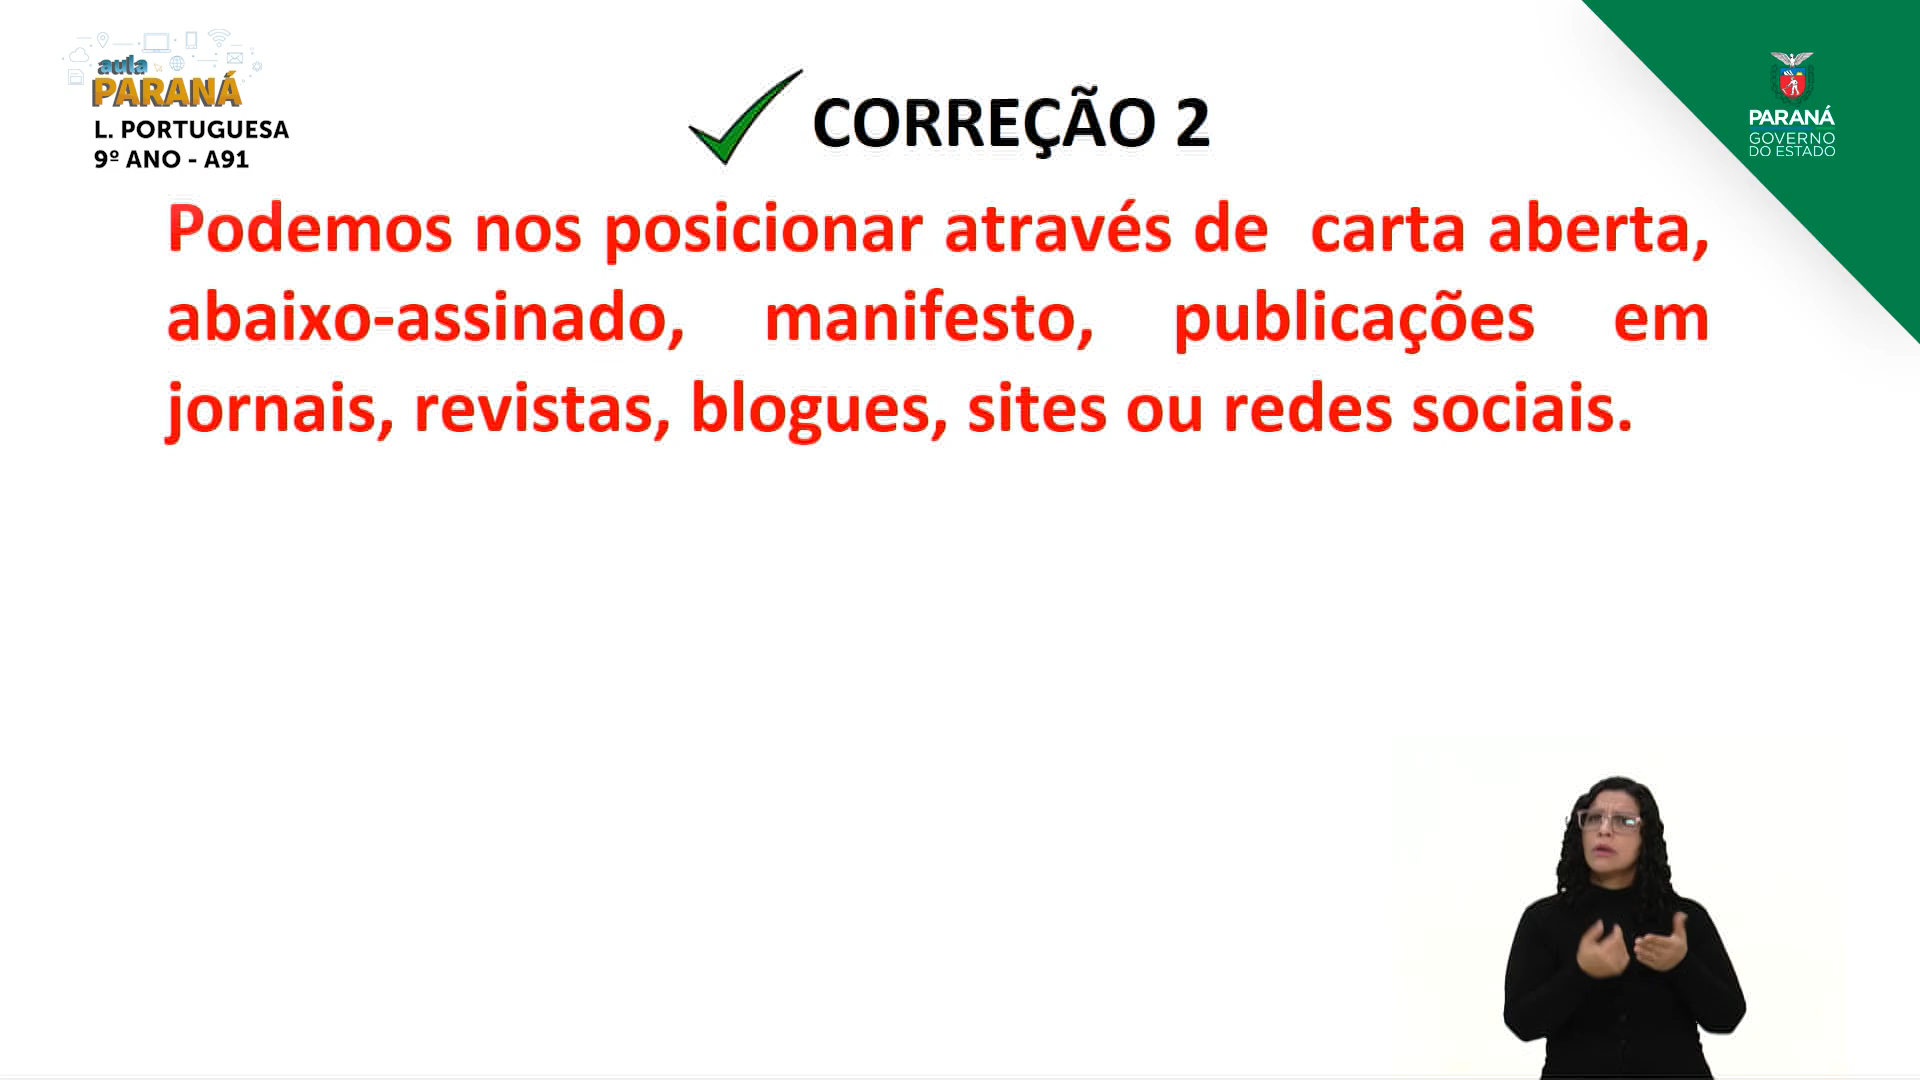 aula
PARANÁ
L. PORTUGUESA
9º ANO - A91
CORREÇÃO 2
PARANÁ
GOVERNO
DO ESTADO
Podemos nos posicionar através de carta aberta,
abaixo-assinado, manifesto, publicações em
jornais, revistas, blogues, sites ou redes sociais.